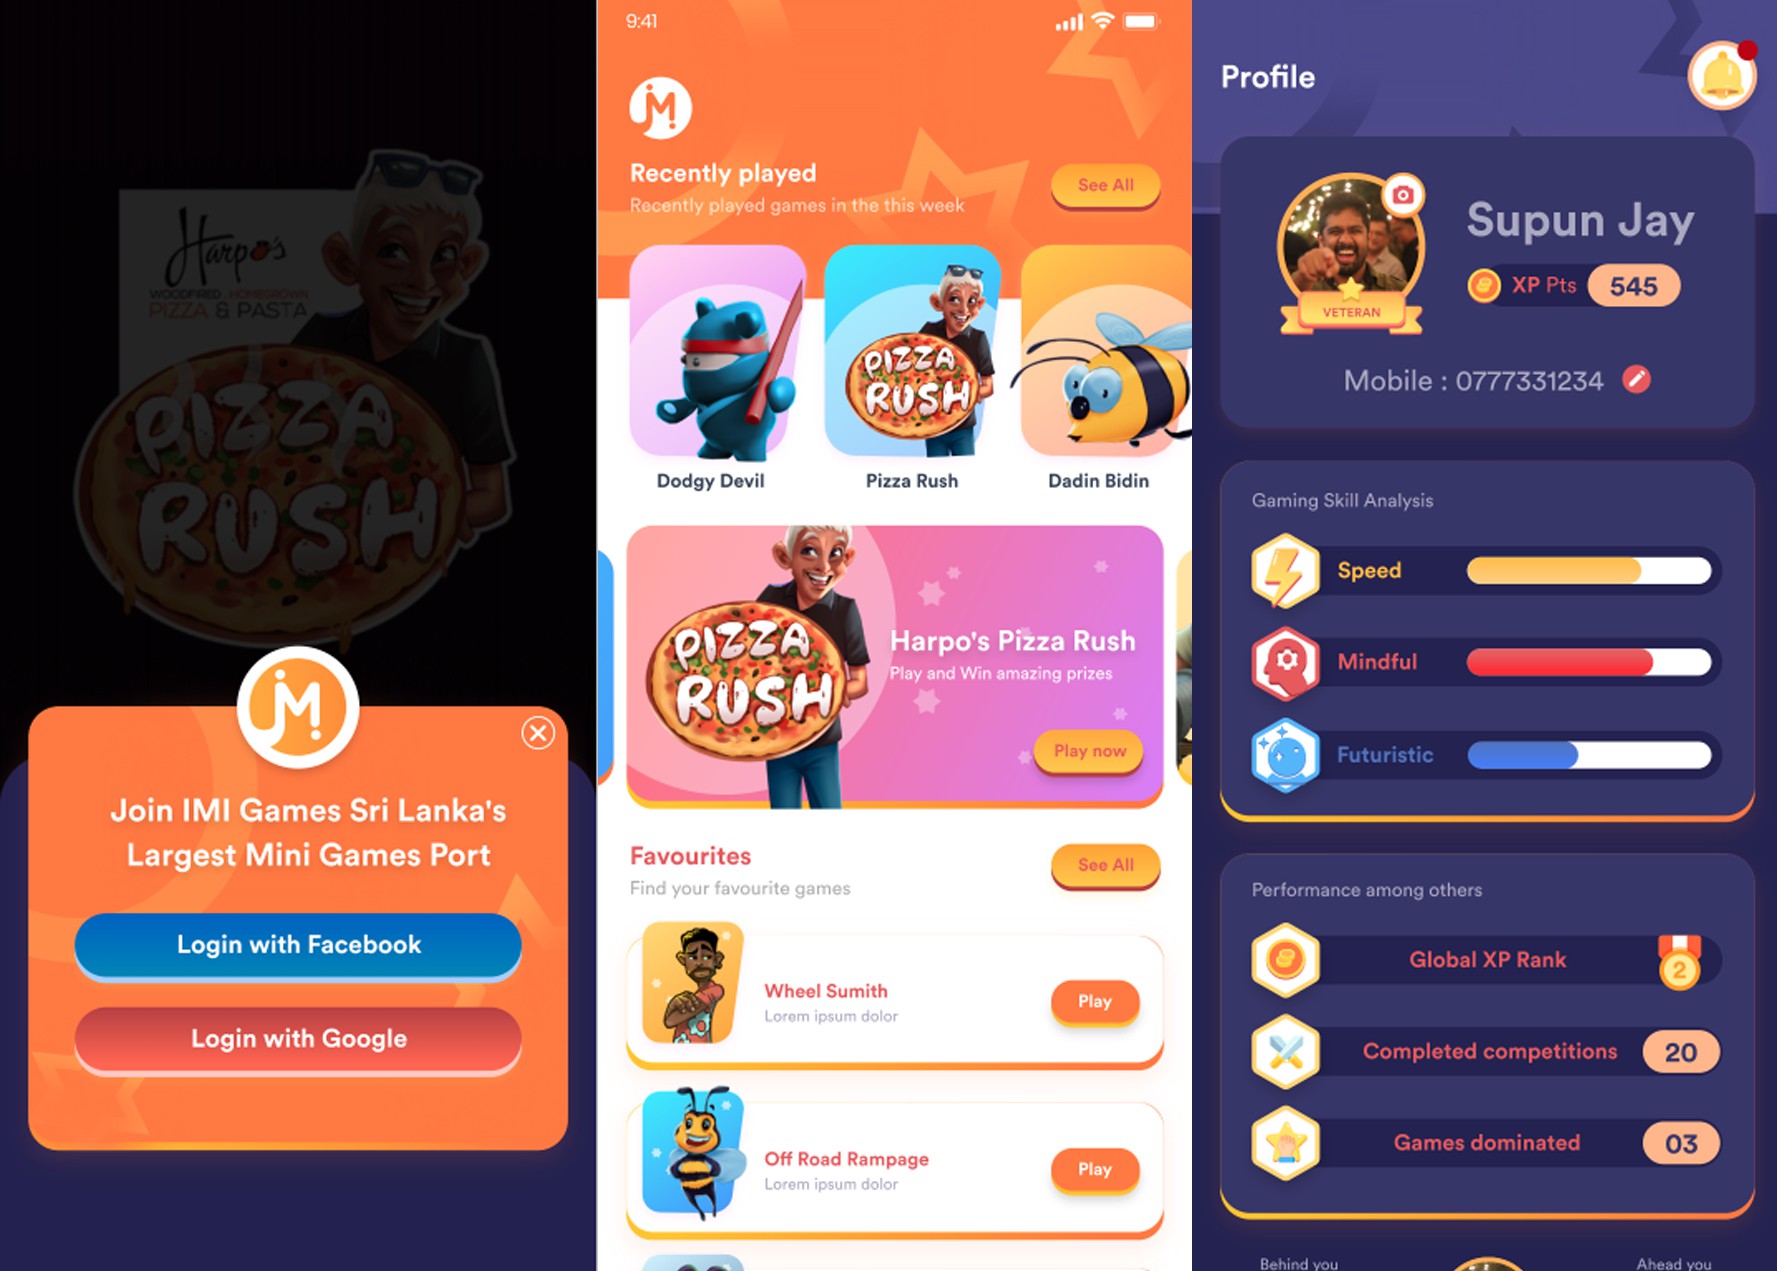 Harpo's
WOODFIRED . HOMEGROWN
PIZZA & PASTA
PIZZA
RUSH
IM!
Join IMI Games Sri Lanka's
Largest Mini Games Port
Login with Facebook
Login with Google
9:41
IM!
Recently played
Recently played games in the this week
See All
PIZZA
RUSH
Dodgy Devil
Pizza Rush
Dadin Bidin
PIZZA
RUSH
Harpo's Pizza Rush
Play and Win amazing prizes
Play now
Favourites
Find your favourite games
See All
Wheel Sumith
Lorem ipsum dolor
Play
Off Road Rampage
Lorem ipsum dolor
Play
Profile
VETERAN
Supun Jay
XP Pts 545
Mobile : 0777331234
Gaming Skill Analysis
Speed
Mindful
Futuristic
Performance among others
Global XP Rank 2
Completed competitions 20
Games dominated 03
Behind you
Ahead you